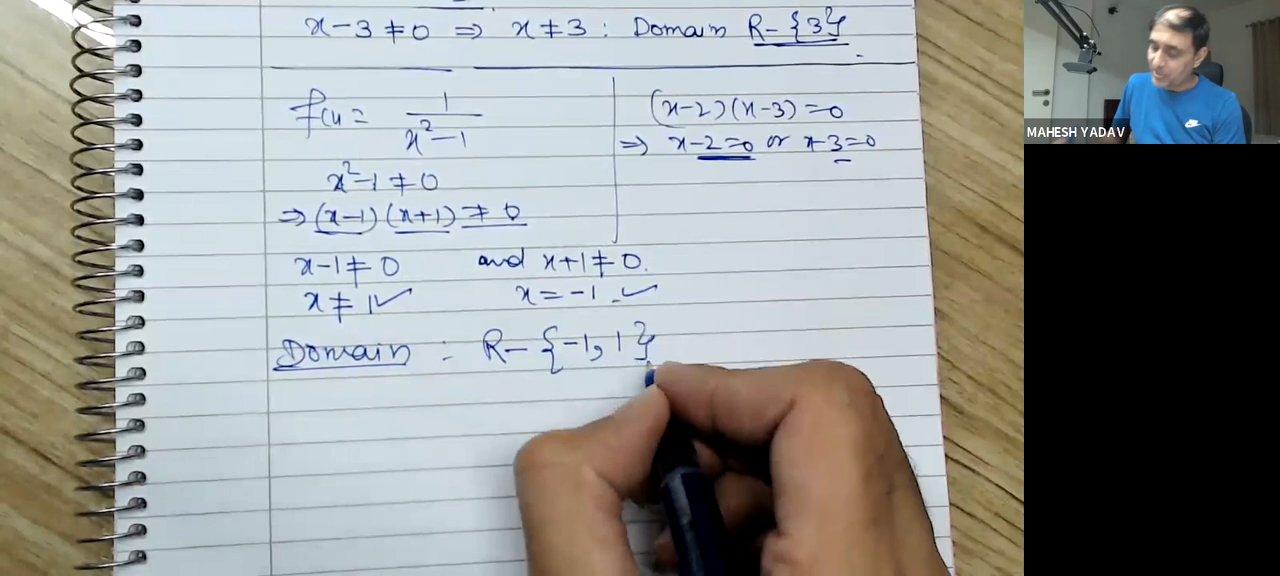 x-3≠0 ⇒ x≠3 : Domain R-{3}
f(x)= 1/(x²-1)
x²-1≠0
⇒ (x-1)(x+1) ≠ 0
x-1≠0 and x+1≠0.
x≠1✓ x=-1.✓
Domain : R-{-1,1}
(x-2)(x-3)=0
⇒ x-2=0 or x-3=0
MAHESH YADAV